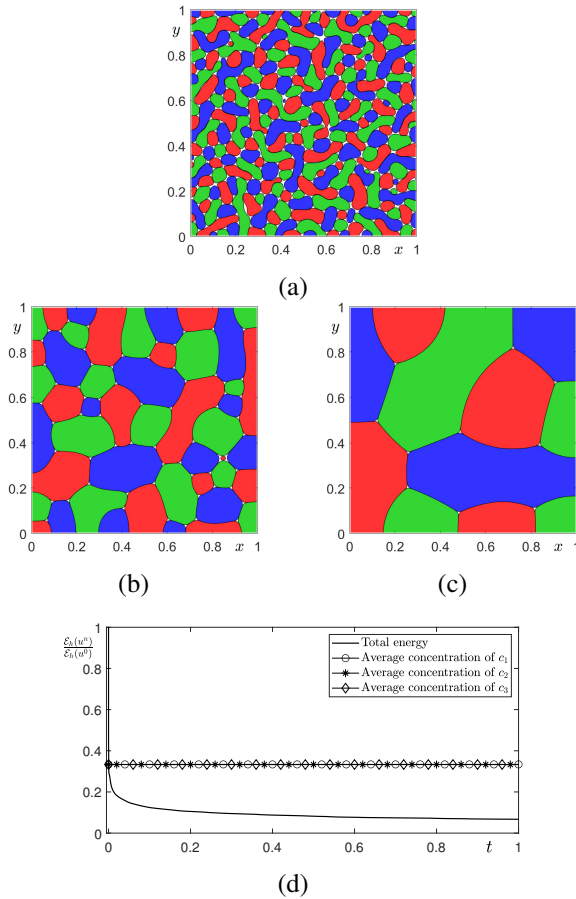 1
y
0.8
0.6
0.4
0.2
0
0 0.2 0.4 0.6 0.8 x 1
(a)
1
y
0.8
0.6
0.4
0.2
0
0 0.2 0.4 0.6 0.8 x 1
(b)
1
y
0.8
0.6
0.4
0.2
0
0 0.2 0.4 0.6 0.8 x 1
(c)
1
ℰₕ(uⁿ)
ℰₕ(u⁰)
0.8
0.6
0.4
0.2
0
Total energy
Average concentration of c₁
Average concentration of c₂
Average concentration of c₃
0 0.2 0.4 0.6 0.8 t 1
(d)